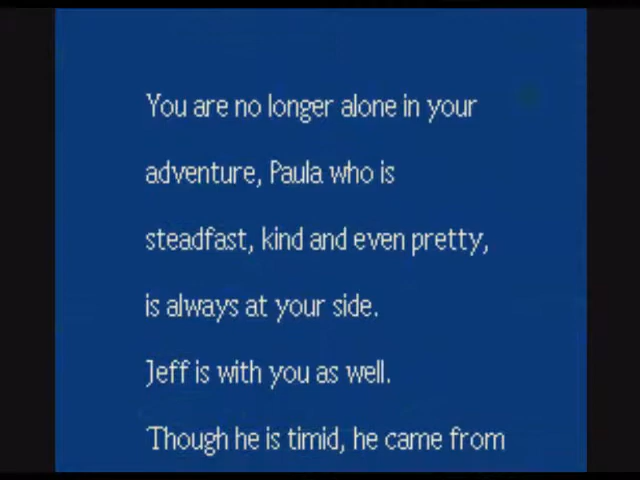 You are no longer alone in your
adventure, Paula who is
steadfast, kind and even pretty,
is always at your side.
Jeff is with you as well.
Though he is timid, he came from